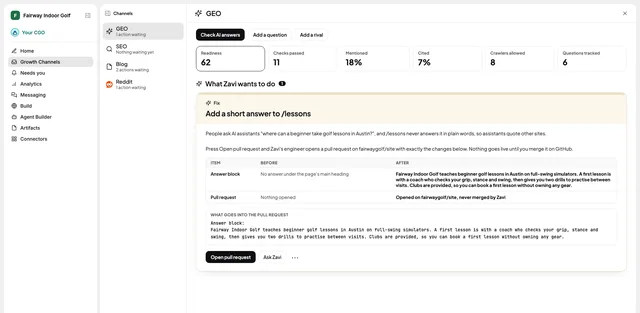 Fairway Indoor Golf
Your CGO
Home
Growth Channels
Needs you
Analytics
Messaging
Build
Agent Builder
Artifacts
Connectors
Channels
GEO
1 action waiting
SEO
Nothing waiting yet
Blog
2 actions waiting
Reddit
1 action waiting
GEO
Check AI answers
Add a question
Add a rival
Readiness
62
Checks passed
11
Mentioned
18%
Cited
7%
Crawlers allowed
8
Questions tracked
6
What Zavi wants to do 1
Fix
Add a short answer to /lessons
People ask AI assistants "where can a beginner take golf lessons in Austin?", and /lessons never answers it in plain words, so assistants quote other sites.
Press Open pull request and Zavi's engineer opens a pull request on fairwaygolf/site with exactly the changes below. Nothing goes live until you merge it on GitHub.
ITEM BEFORE AFTER
Answer block No answer under the page's main heading Fairway Indoor Golf teaches beginner golf lessons in Austin on full-swing simulators. A first lesson is
with a coach who checks your grip, stance and swing, then gives you two drills to practise between
visits. Clubs are provided, so you can book a first lesson without owning any gear.
Pull request Nothing opened Opened on fairwaygolf/site, never merged by Zavi
WHAT GOES INTO THE PULL REQUEST
Answer block:
Fairway Indoor Golf teaches beginner golf lessons in Austin on full-swing simulators. A first lesson is with a coach who checks your grip, stance and
swing, then gives you two drills to practise between visits. Clubs are provided, so you can book a first lesson without owning any gear.
Open pull request
Ask Zavi